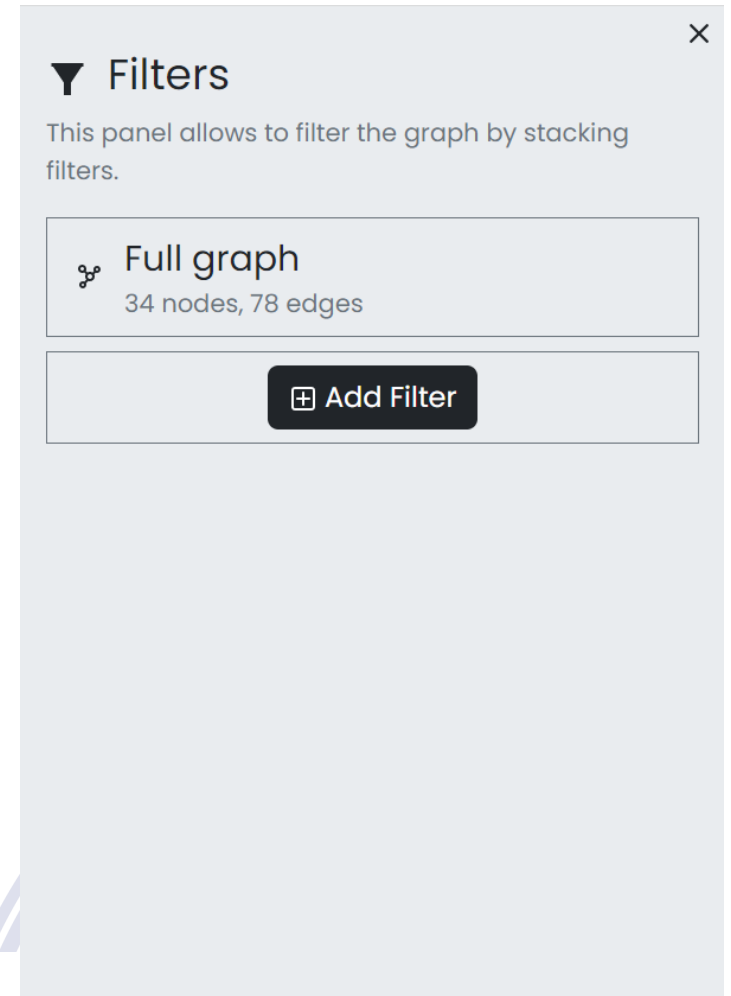 Filters
This panel allows to filter the graph by stacking
filters.
Full graph
34 nodes, 78 edges
Add Filter